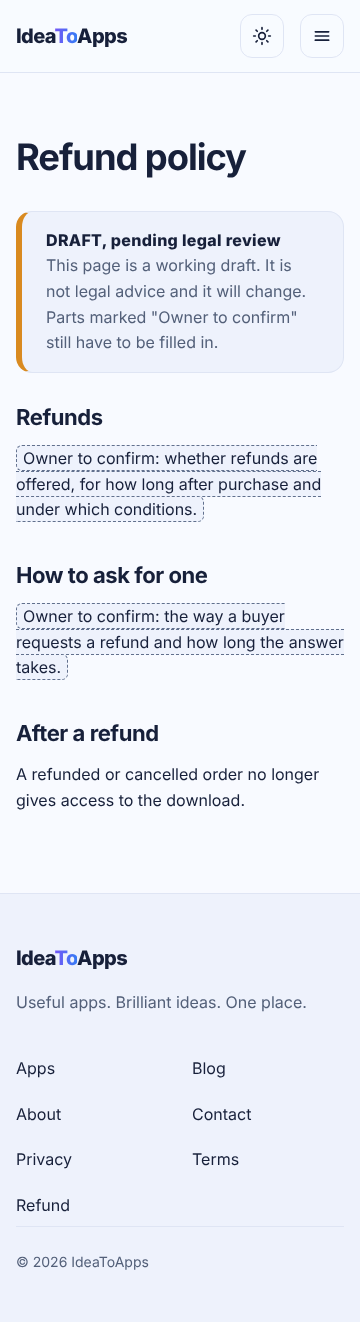 IdeaToApps
Refund policy
DRAFT, pending legal review
This page is a working draft. It is
not legal advice and it will change.
Parts marked "Owner to confirm"
still have to be filled in.
Refunds
Owner to confirm: whether refunds are
offered, for how long after purchase and
under which conditions.
How to ask for one
Owner to confirm: the way a buyer
requests a refund and how long the answer
takes.
After a refund
A refunded or cancelled order no longer
gives access to the download.
IdeaToApps
Useful apps. Brilliant ideas. One place.
Apps
Blog
About
Contact
Privacy
Terms
Refund
© 2026 IdeaToApps